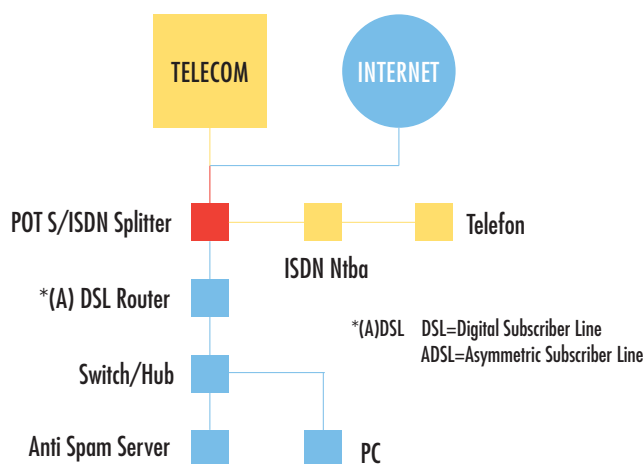 TELECOM
INTERNET
POT S/ISDN Splitter
Telefon
ISDN Ntba
*(A) DSL Router
*(A)DSL DSL=Digital Subscriber Line
ADSL=Asymmetric Subscriber Line
Switch/Hub
Anti Spam Server
PC